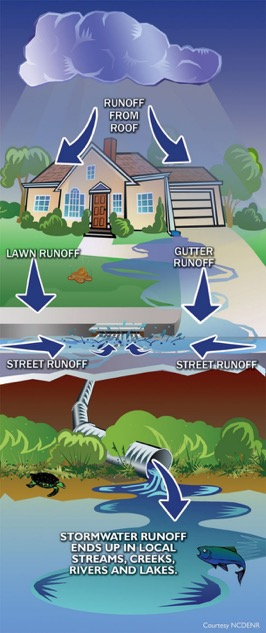 RUNOFF
FROM
ROOF
LAWN RUNOFF
GUTTER
RUNOFF
STREET RUNOFF
STREET RUNOFF
STORMWATER RUNOFF
ENDS UP IN LOCAL
STREAMS, CREEKS,
RIVERS AND LAKES.
Courtesy NCDENR